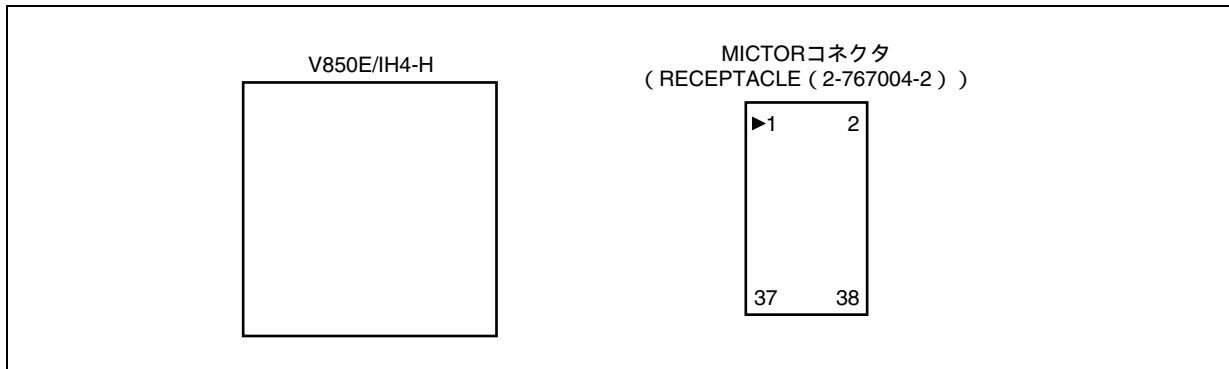 V850E/IH4-H
MICTORコネクタ
（RECEPTACLE（2-767004-2））
▶1 2
37 38